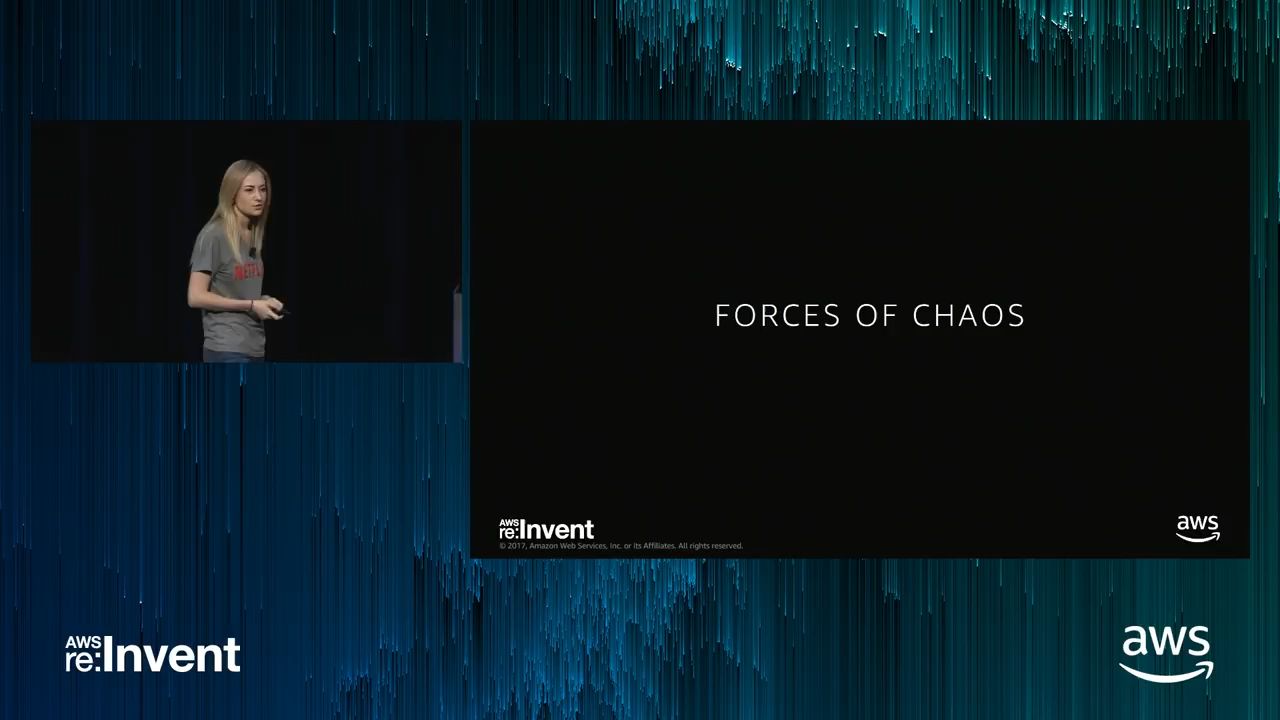 FORCES OF CHAOS
AWS
re:Invent
© 2017, Amazon Web Services, Inc. or its Affiliates. All rights reserved.
aws
AWS
re:Invent
aws